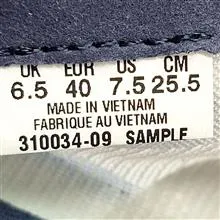 UK EUR US CM
6.5 40 7.5 25.5
MADE IN VIETNAM
FABRIQUE AU VIETNAM
310034-09 SAMPLE